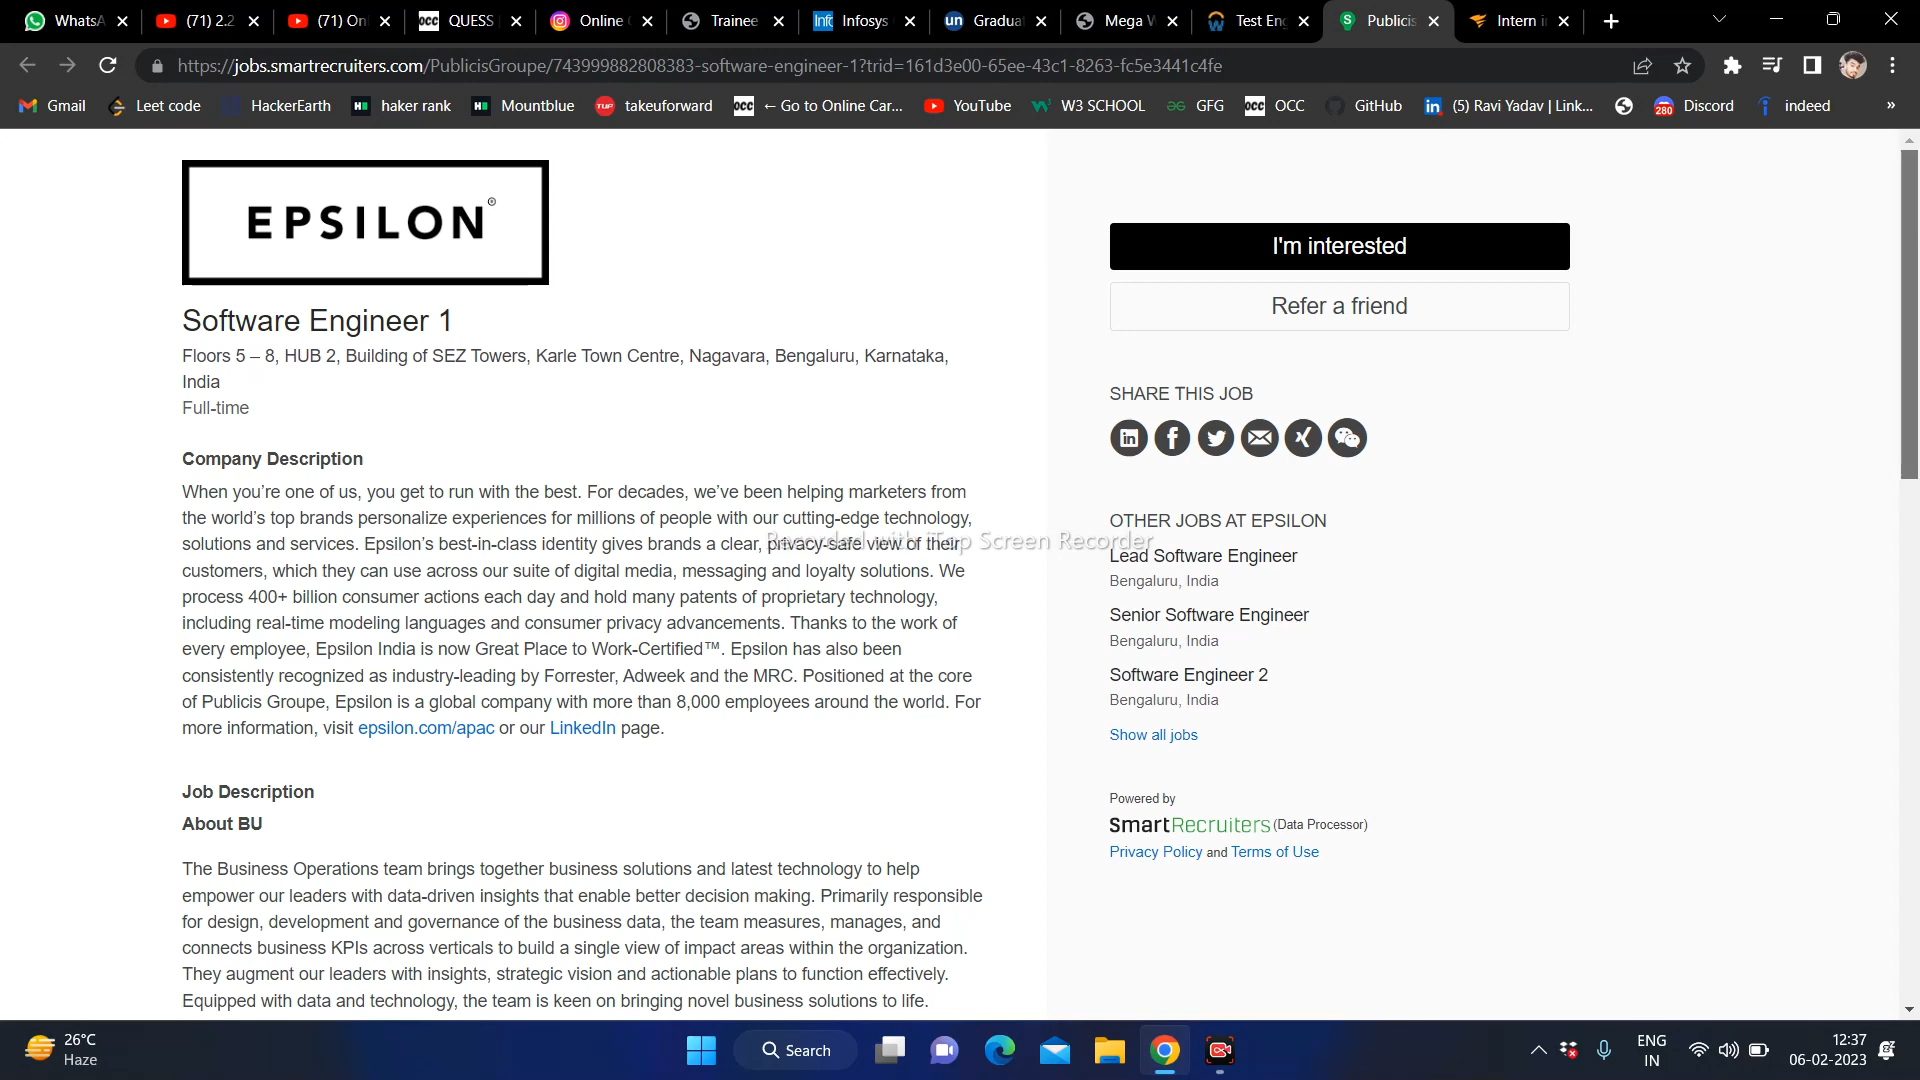 WhatsA
(71) 2.2
(71) Onl
QUESS
Online
Trainee
Infosys
Gradua
Mega W
Test En
Publicis
Intern i
https://jobs.smartrecruiters.com/PublicisGroupe/743999882808383-software-engineer-1?trid=161d3e00-65ee-43c1-8263-fc5e3441c4fe
Gmail
Leet code
HackerEarth
haker rank
Mountblue
takeuforward
← Go to Online Car...
YouTube
W3 SCHOOL
GFG
OCC
GitHub
(5) Ravi Yadav | Link...
Discord
indeed
»
EPSILON®
Software Engineer 1
Floors 5 – 8, HUB 2, Building of SEZ Towers, Karle Town Centre, Nagavara, Bengaluru, Karnataka,
India
Full-time
Company Description
When you’re one of us, you get to run with the best. For decades, we’ve been helping marketers from
the world’s top brands personalize experiences for millions of people with our cutting-edge technology,
solutions and services. Epsilon’s best-in-class identity gives brands a clear, privacy-safe view of their
customers, which they can use across our suite of digital media, messaging and loyalty solutions. We
process 400+ billion consumer actions each day and hold many patents of proprietary technology,
including real-time modeling languages and consumer privacy advancements. Thanks to the work of
every employee, Epsilon India is now Great Place to Work-Certified™. Epsilon has also been
consistently recognized as industry-leading by Forrester, Adweek and the MRC. Positioned at the core
of Publicis Groupe, Epsilon is a global company with more than 8,000 employees around the world. For
more information, visit epsilon.com/apac or our LinkedIn page.
Job Description
About BU
The Business Operations team brings together business solutions and latest technology to help
empower our leaders with data-driven insights that enable better decision making. Primarily responsible
for design, development and governance of the business data, the team measures, manages, and
connects business KPIs across verticals to build a single view of impact areas within the organization.
They augment our leaders with insights, strategic vision and actionable plans to function effectively.
Equipped with data and technology, the team is keen on bringing novel business solutions to life.
I'm interested
Refer a friend
SHARE THIS JOB
OTHER JOBS AT EPSILON
Recorded with iTop Screen Recorder
Lead Software Engineer
Bengaluru, India
Senior Software Engineer
Bengaluru, India
Software Engineer 2
Bengaluru, India
Show all jobs
Powered by
SmartRecruiters (Data Processor)
Privacy Policy and Terms of Use
26°C
Haze
Search
ENG
IN
12:37
06-02-2023